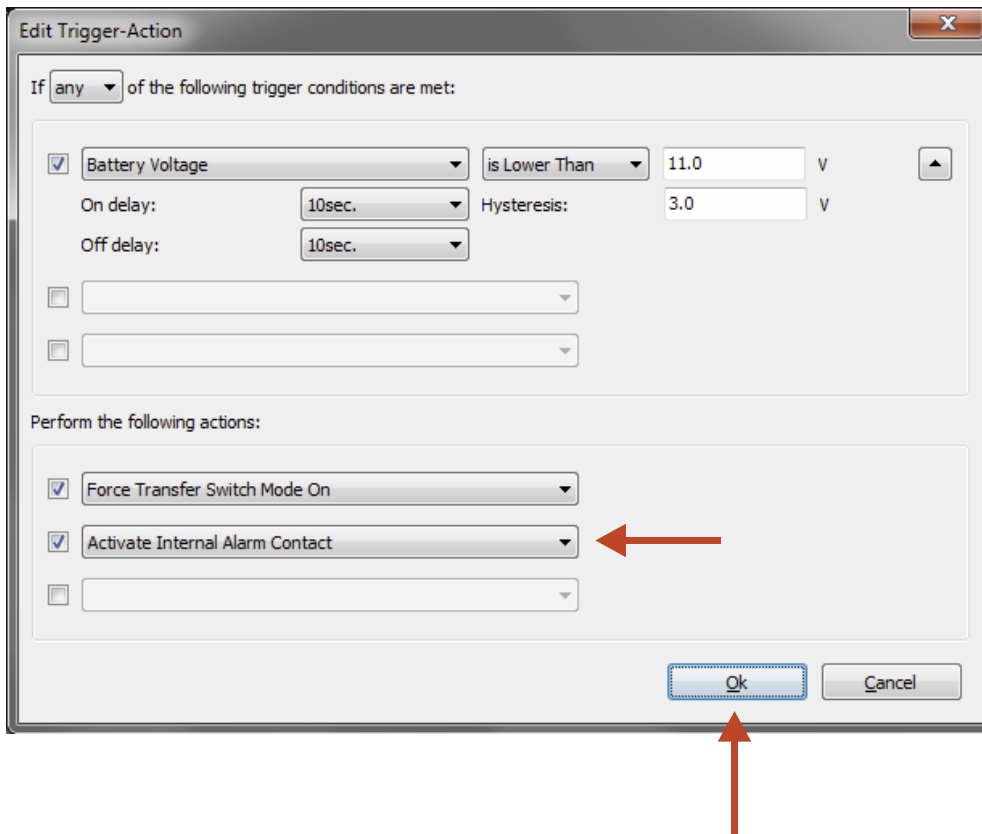 Edit Trigger-Action
If any of the following trigger conditions are met:
Battery Voltage is Lower Than 11.0 V
On delay: 10sec. Hysteresis: 3.0 V
Off delay: 10sec.
Perform the following actions:
Force Transfer Switch Mode On
Activate Internal Alarm Contact
Ok Cancel